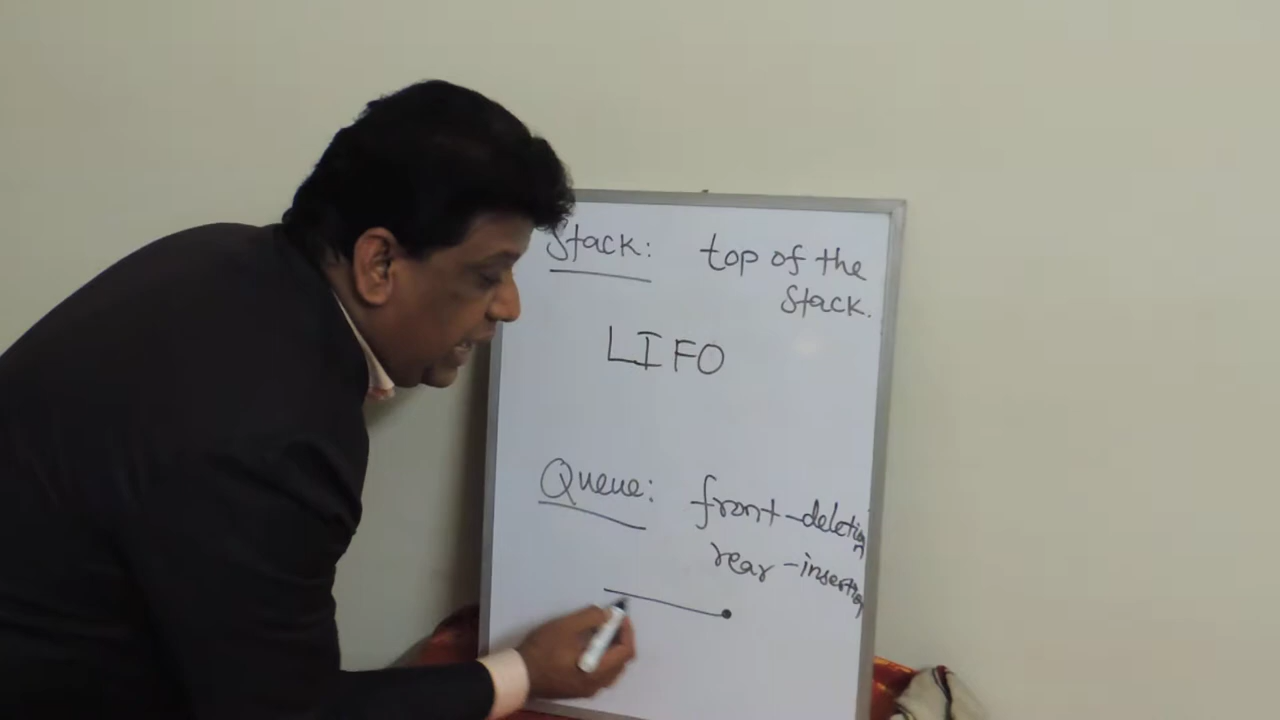 Stack: top of the
Stack.
LIFO
Queue: front-deletion
rear-insertion